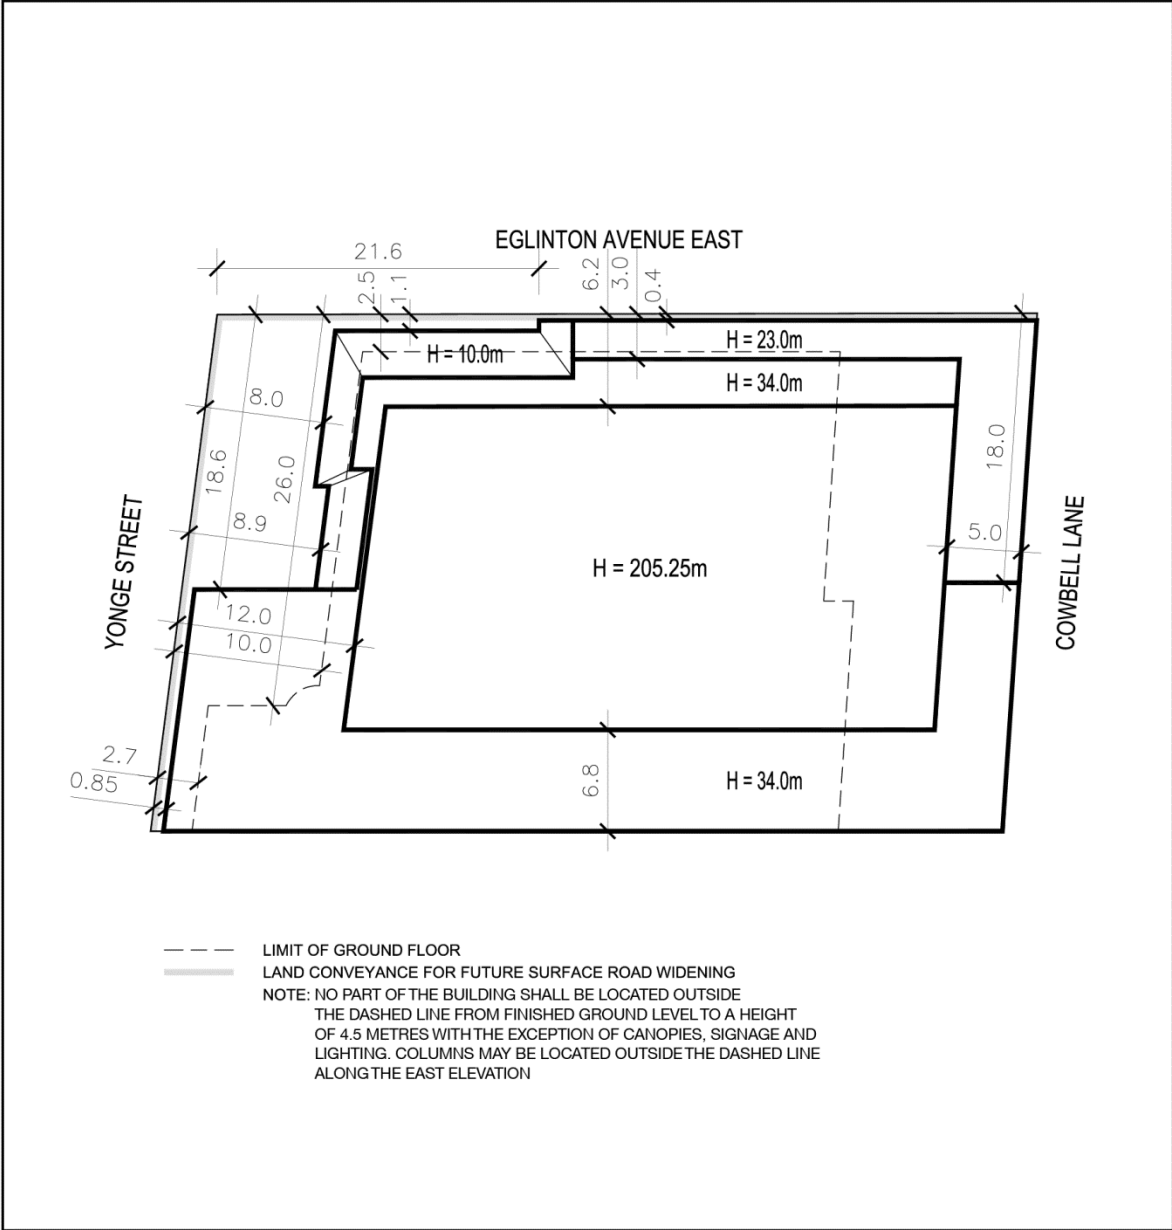 EGLINTON AVENUE EAST
21.6
2.5
1.1
6.2
3.0
0.4
H = 23.0m
H = 10.0m
H = 34.0m
8.0
18.6
26.0
18.0
8.9
5.0
YONGE STREET
H = 205.25m
COWBELL LANE
12.0
10.0
2.7
0.85
6.8
H = 34.0m
LIMIT OF GROUND FLOOR
LAND CONVEYANCE FOR FUTURE SURFACE ROAD WIDENING
NOTE: NO PART OF THE BUILDING SHALL BE LOCATED OUTSIDE
THE DASHED LINE FROM FINISHED GROUND LEVEL TO A HEIGHT
OF 4.5 METRES WITH THE EXCEPTION OF CANOPIES, SIGNAGE AND
LIGHTING. COLUMNS MAY BE LOCATED OUTSIDE THE DASHED LINE
ALONG THE EAST ELEVATION